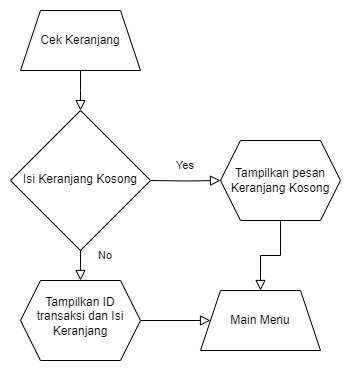 Cek Keranjang
Isi Keranjang Kosong
Yes
Tampilkan pesan
Keranjang Kosong
No
Tampilkan ID
transaksi dan Isi
Keranjang
Main Menu